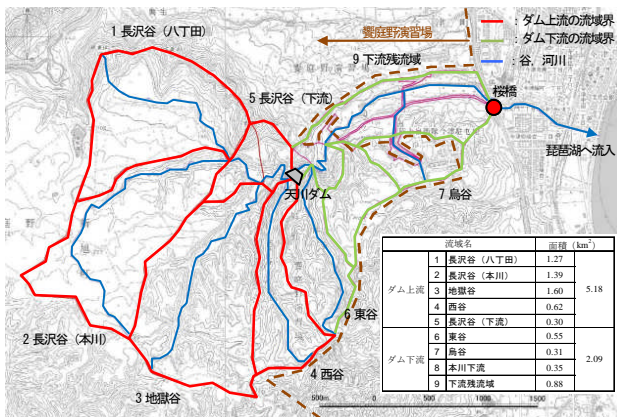 1 長沢谷（八丁田）
饗庭野演習場
：ダム上流の流域界
：ダム下流の流域界
：谷、河川
9 下流残流域
5 長沢谷（下流）
桜橋
琵琶湖へ流入
天川ダム
7 烏谷
6 東谷
2 長沢谷（本川）
4 西谷
3 地獄谷
流域名 面積（km²）
ダム上流 5.18
1 長沢谷（八丁田） 1.27
2 長沢谷（本川） 1.39
3 地獄谷 1.60
4 西谷 0.62
5 長沢谷（下流） 0.30
ダム下流 2.09
6 東谷 0.55
7 烏谷 0.31
8 本川下流 0.35
9 下流残流域 0.88
500m 0 500 1000 1500